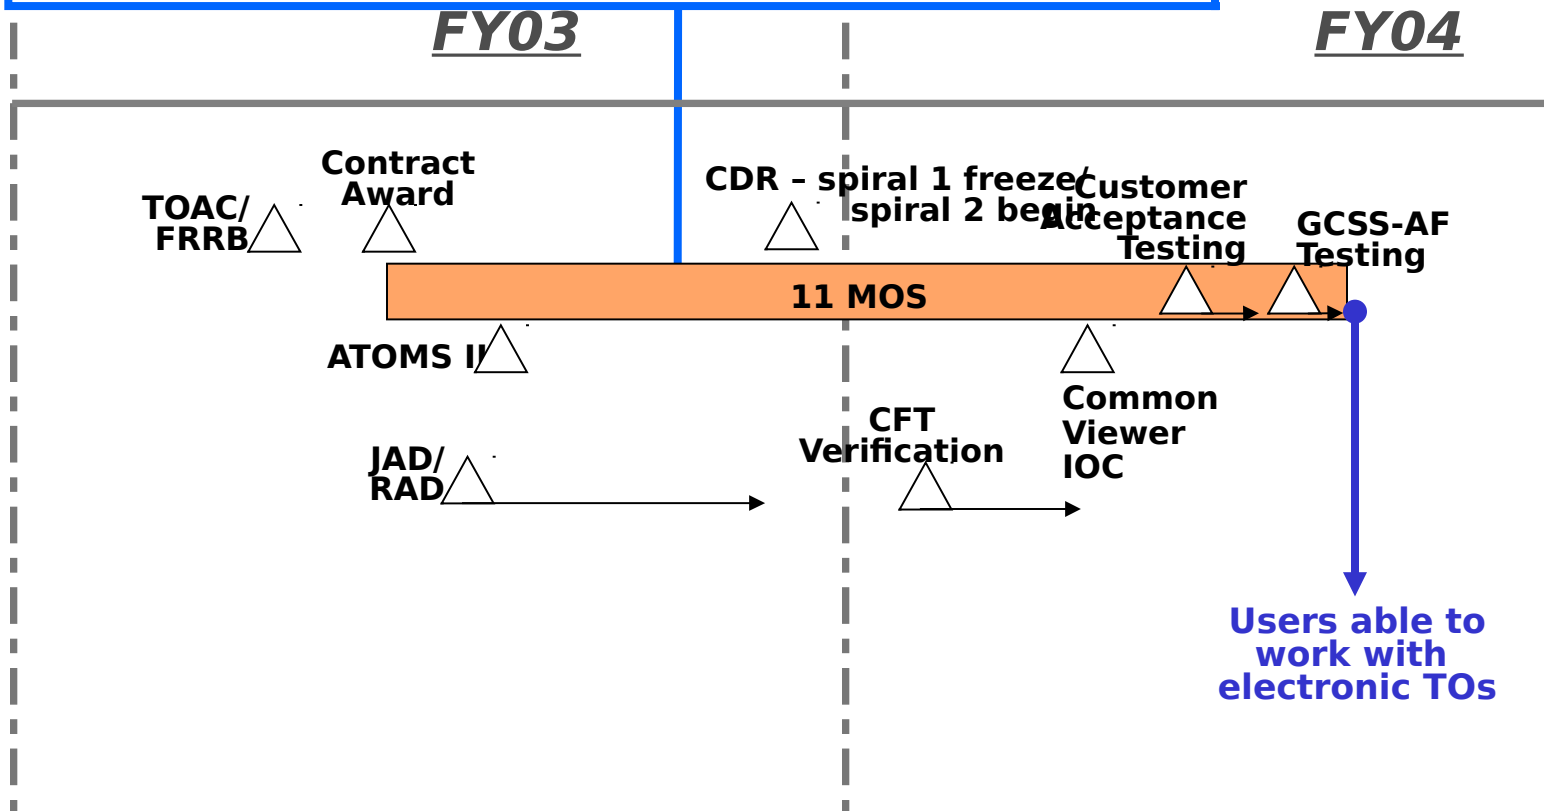 FY03
FY04
Contract
Award
TOAC/
FRRB
CDR – spiral 1 freeze/
spiral 2 begin
Customer
Acceptance
Testing
GCSS-AF
Testing
11 MOS
ATOMS II
Common
Viewer
IOC
CFT
Verification
JAD/
RAD
Users able to
work with
electronic TOs